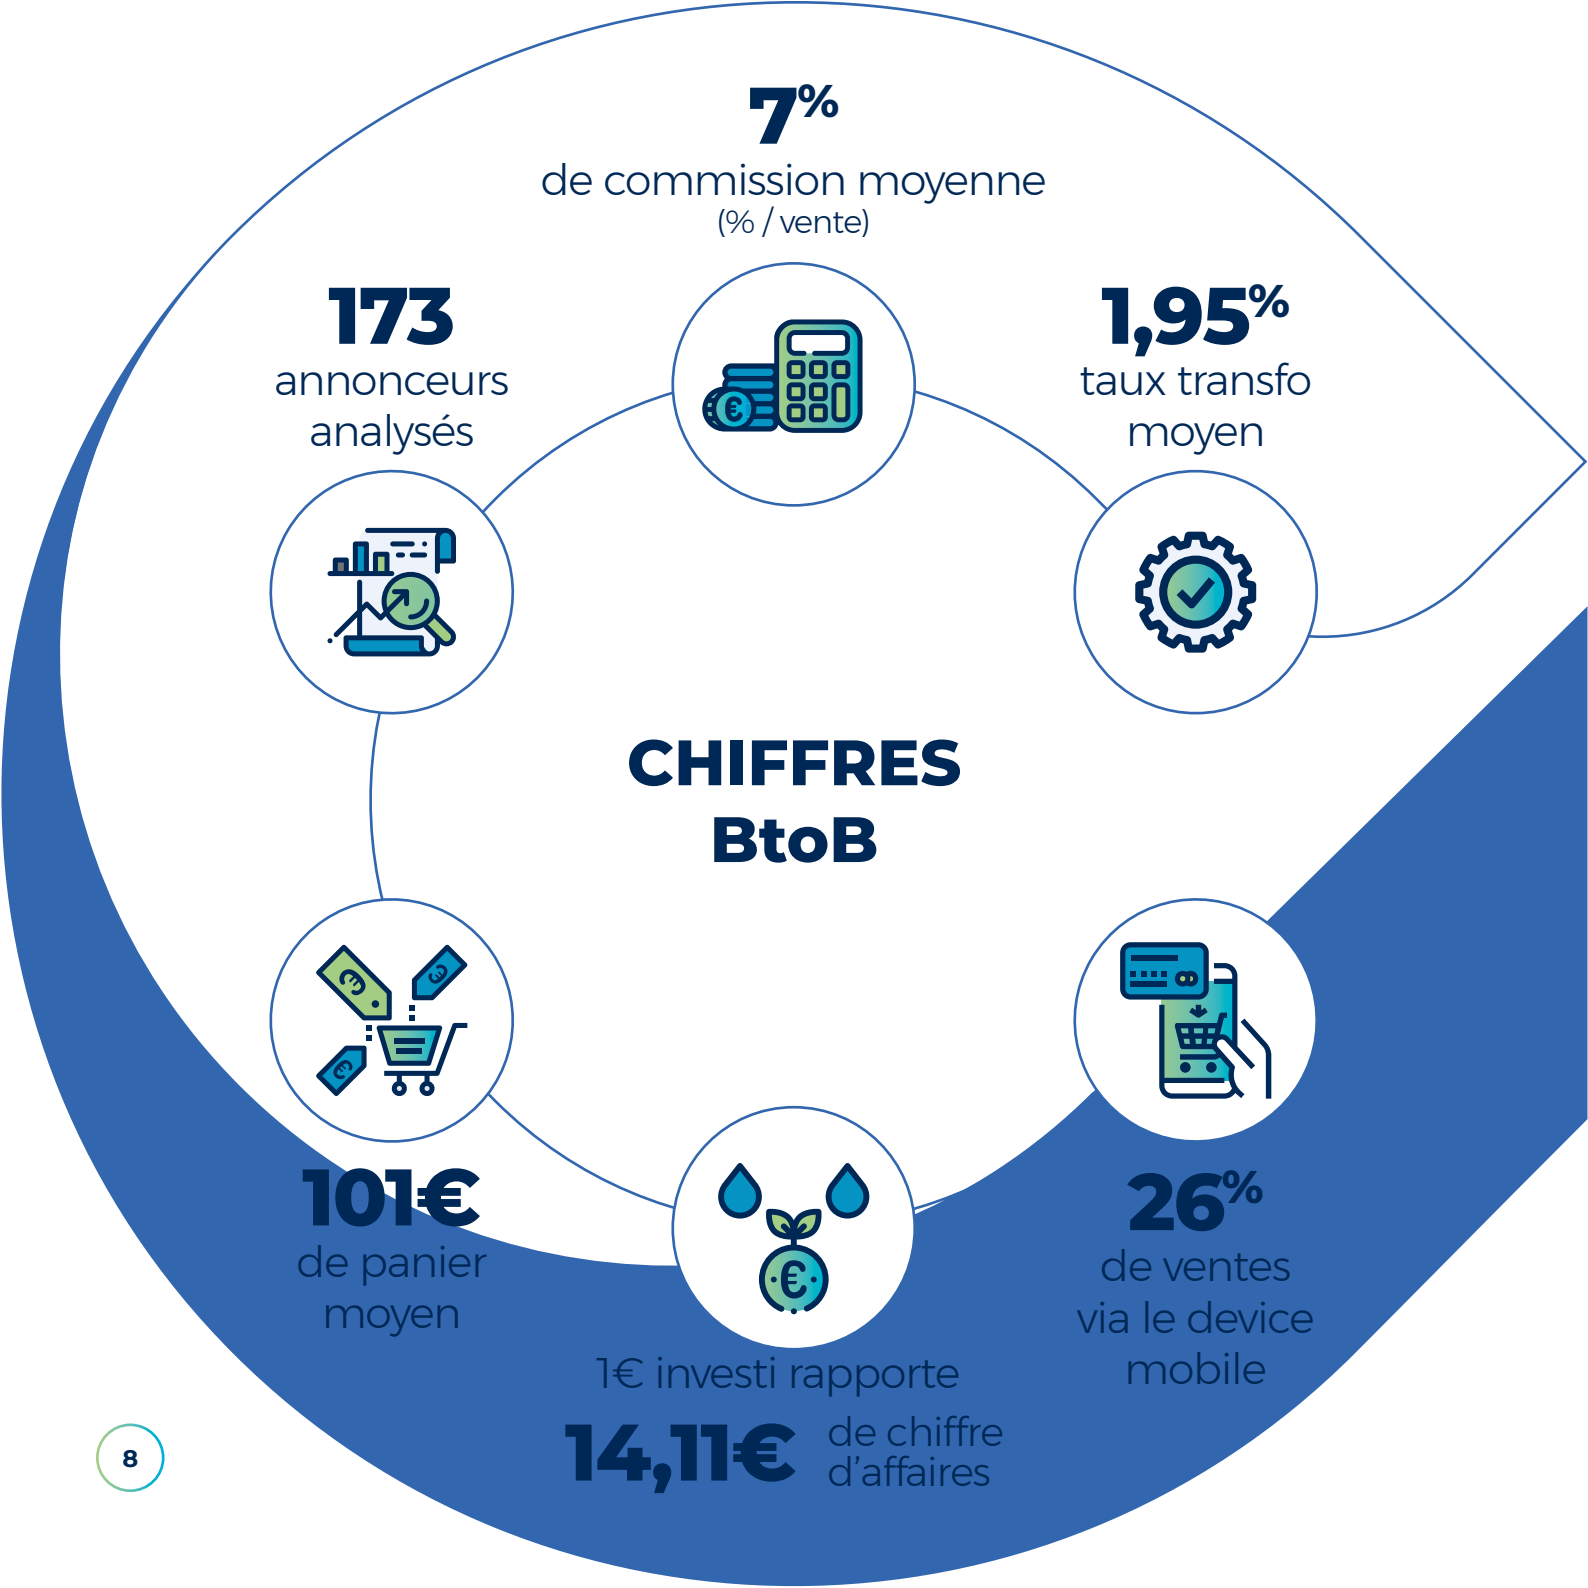 7%
de commission moyenne
(% / vente)
173
annonceurs
analysés
1,95%
taux transfo
moyen
CHIFFRES
BtoB
101€
de panier
moyen
1€ investi rapporte
14,11€ de chiffre
d’affaires
26%
de ventes
via le device
mobile
8